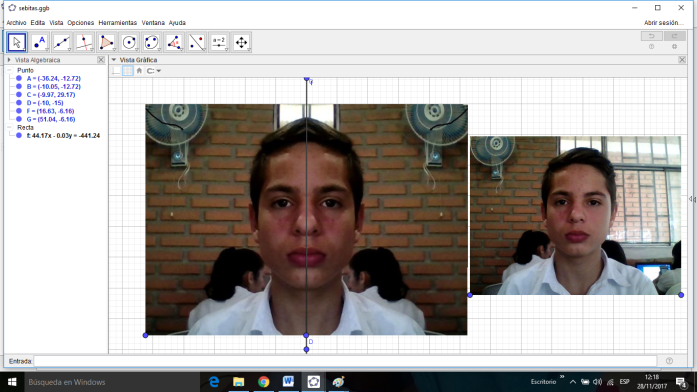 sebitas.ggb
Archivo Edita Vista Opciones Herramientas Ventana Ayuda
Abrir sesión...
a = 2
Vista Algebraica
Vista Gráfica
Punto
A = (-36.24, -12.72)
B = (-10.05, -12.72)
C = (-9.97, 29.17)
D = (-10, -15)
F = (16.63, -6.16)
G = (51.04, -6.16)
Recta
f: 44.17x - 0.03y = -441.24
f
D
Entrada:
Búsqueda en Windows
Escritorio
ESP
12:18
28/11/2017